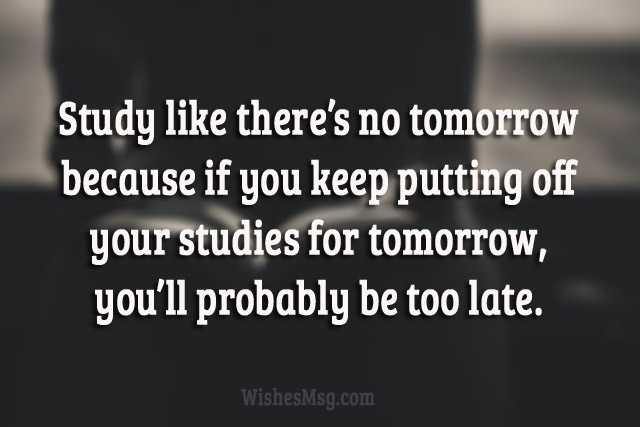 Study like there’s no tomorrow
because if you keep putting off
your studies for tomorrow,
you’ll probably be too late.
WishesMsg.com